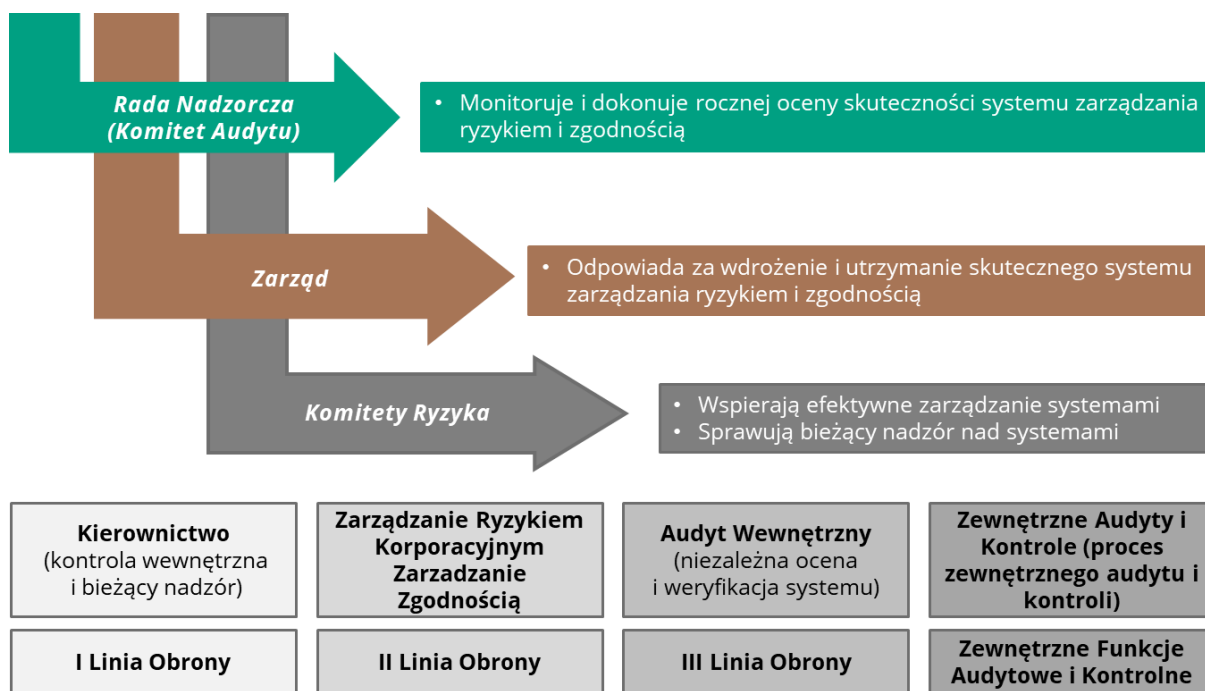 Rada Nadzorcza
(Komitet Audytu)
• Monitoruje i dokonuje rocznej oceny skuteczności systemu zarządzania
ryzykiem i zgodnością
Zarząd
• Odpowiada za wdrożenie i utrzymanie skutecznego systemu
zarządzania ryzykiem i zgodnością
Komitety Ryzyka
• Wspierają efektywne zarządzanie systemami
• Sprawują bieżący nadzór nad systemami
Kierownictwo
(kontrola wewnętrzna
i bieżący nadzór)
Zarządzanie Ryzykiem
Korporacyjnym
Zarzadzanie
Zgodnością
Audyt Wewnętrzny
(niezależna ocena
i weryfikacja systemu)
Zewnętrzne Audyty i
Kontrole (proces
zewnętrznego audytu i
kontroli)
I Linia Obrony
II Linia Obrony
III Linia Obrony
Zewnętrzne Funkcje
Audytowe i Kontrolne